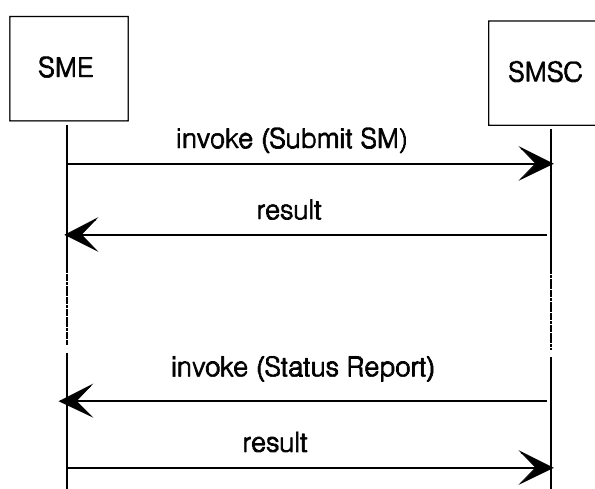 SME
SMSC
invoke (Submit SM)
result
invoke (Status Report)
result